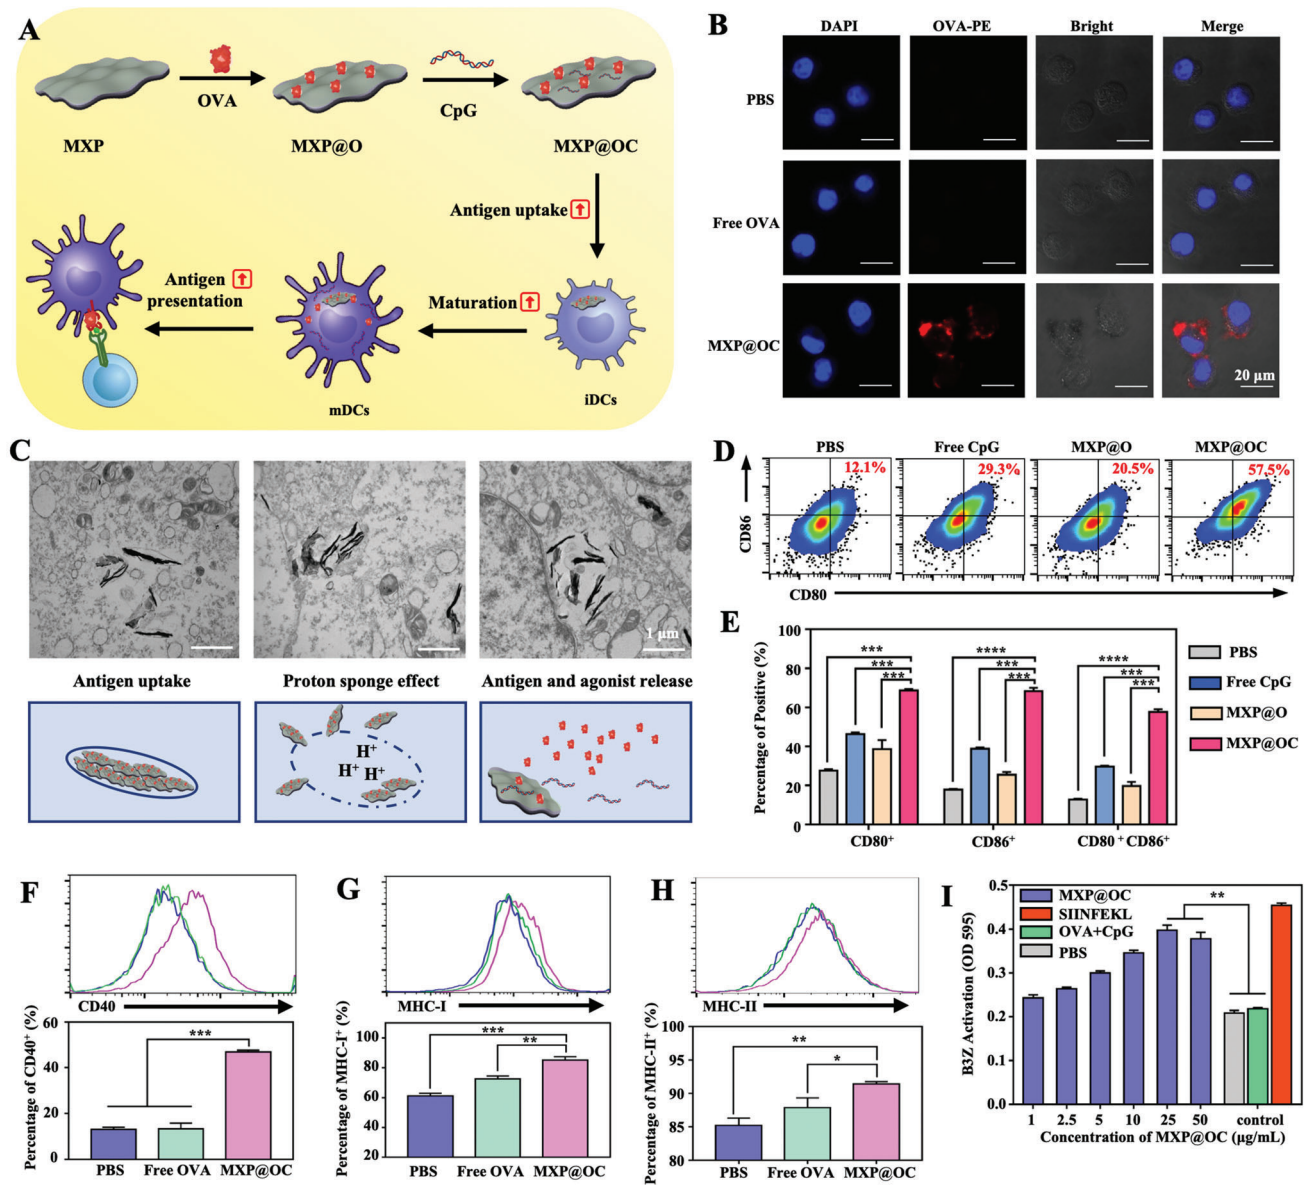 A
OVA
CpG
MXP
MXP@O
MXP@OC
Antigen uptake
Antigen
presentation
Maturation
mDCs
iDCs
B
DAPI
OVA-PE
Bright
Merge
PBS
Free OVA
MXP@OC
20 μm
C
1 μm
Antigen uptake
Proton sponge effect
Antigen and agonist release
H+
H+ H+
D
PBS
Free CpG
MXP@O
MXP@OC
12.1%
29.3%
20.5%
57.5%
CD86
CD80
E
Percentage of Positive (%)
100
80
60
40
20
0
***
***
***
****
***
***
****
***
***
CD80+
CD86+
CD80+CD86+
PBS
Free CpG
MXP@O
MXP@OC
F
CD40
Percentage of CD40+ (%)
60
40
20
0
***
PBS
Free OVA
MXP@OC
G
MHC-I
Percentage of MHC-I+ (%)
100
80
60
40
20
***
**
PBS
Free OVA
MXP@OC
H
MHC-II
Percentage of MHC-II+ (%)
100
95
90
85
80
**
*
PBS
Free OVA
MXP@OC
I
B3Z Activation (OD 595)
0.5
0.4
0.3
0.2
0.1
0.0
MXP@OC
SIINFEKL
OVA+CpG
PBS
**
1
2.5
5
10
25
50
control
Concentration of MXP@OC (μg/mL)